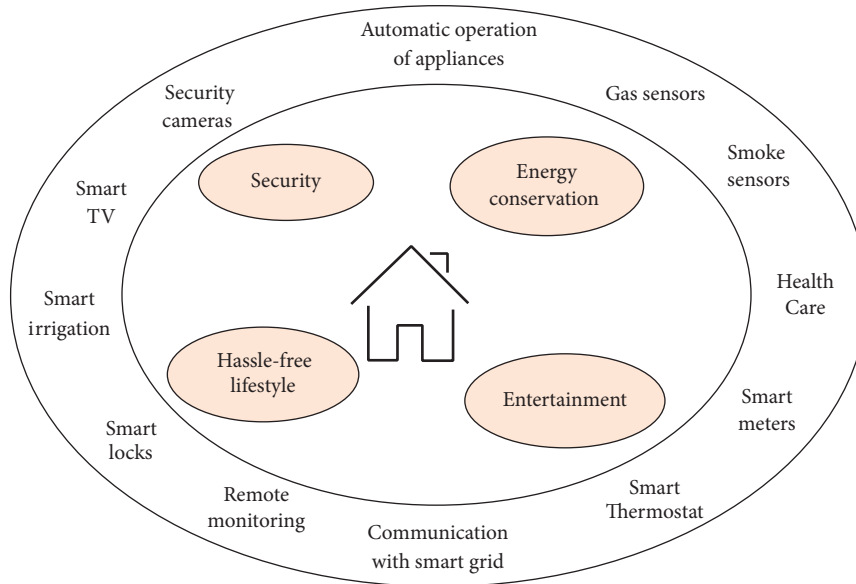 Automatic operation
of appliances
Security
cameras
Gas sensors
Smoke
sensors
Smart
TV
Security
Energy
conservation
Smart
irrigation
Health
Care
Hassle-free
lifestyle
Entertainment
Smart
meters
Smart
locks
Remote
monitoring
Smart
Thermostat
Communication
with smart grid